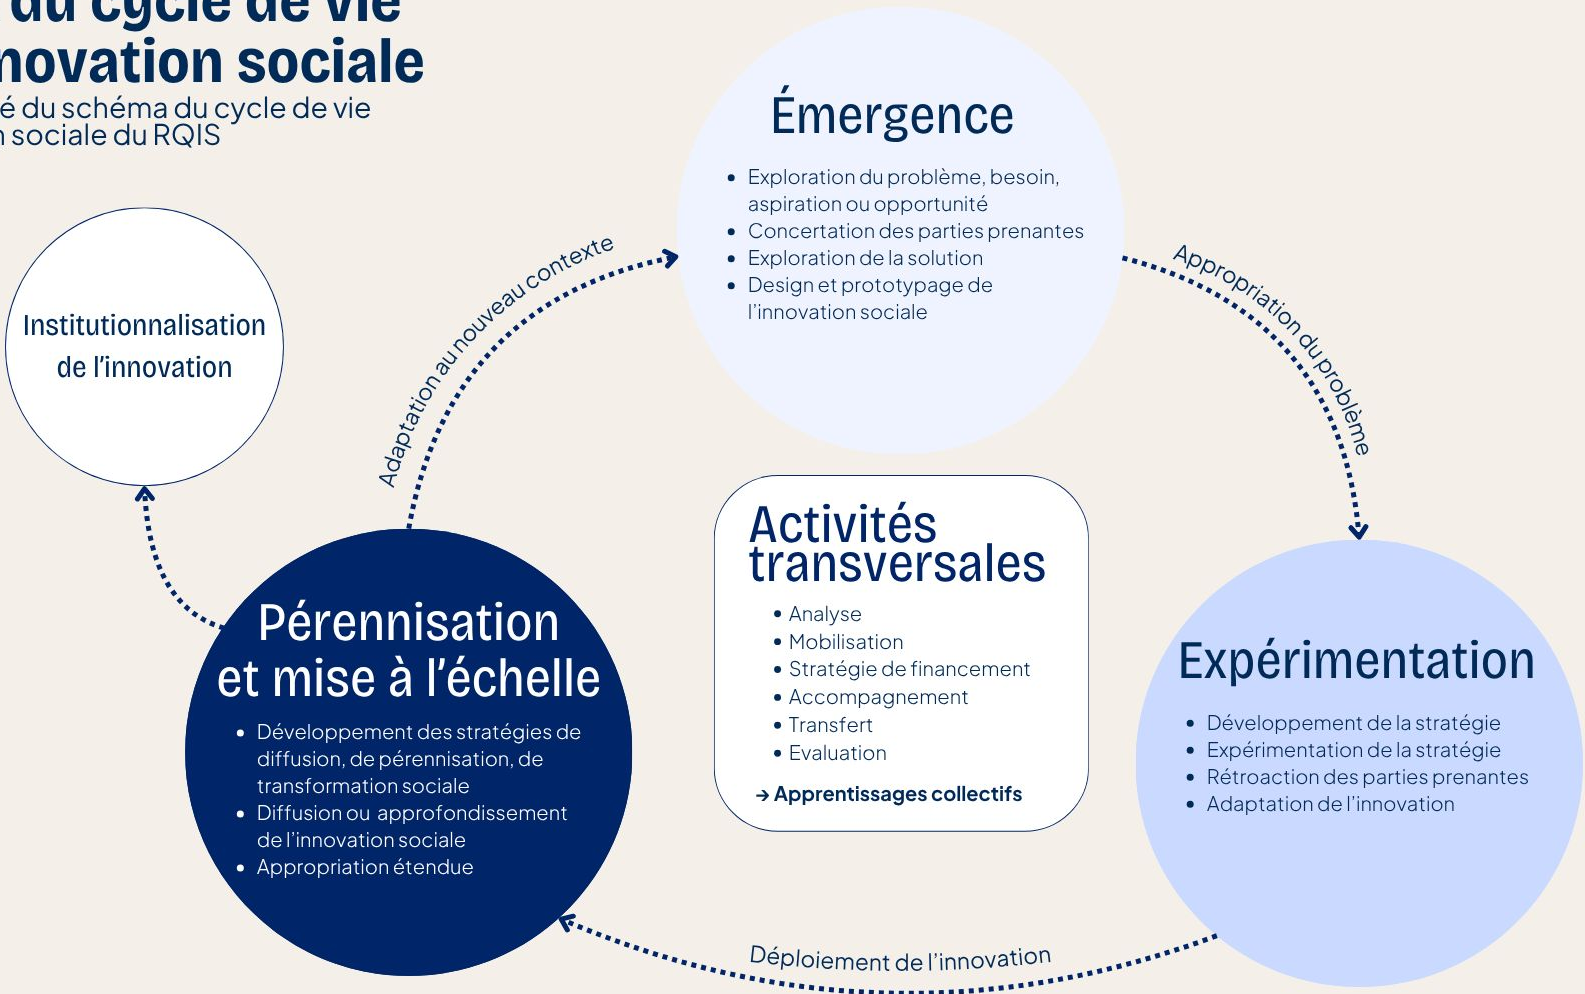 du cycle de vie
novation sociale
é du schéma du cycle de vie
n sociale du RQIS
Émergence
• Exploration du problème, besoin,
aspiration ou opportunité
• Concertation des parties prenantes
• Exploration de la solution
• Design et prototypage de
l'innovation sociale
Appropriation du problème
Adaptation au nouveau contexte
Institutionnalisation
de l'innovation
Activités
transversales
• Analyse
• Mobilisation
• Stratégie de financement
• Accompagnement
• Transfert
• Evaluation
→ Apprentissages collectifs
Expérimentation
• Développement de la stratégie
• Expérimentation de la stratégie
• Rétroaction des parties prenantes
• Adaptation de l'innovation
Pérennisation
et mise à l'échelle
• Développement des stratégies de
diffusion, de pérennisation, de
transformation sociale
• Diffusion ou approfondissement
de l'innovation sociale
• Appropriation étendue
Déploiement de l'innovation